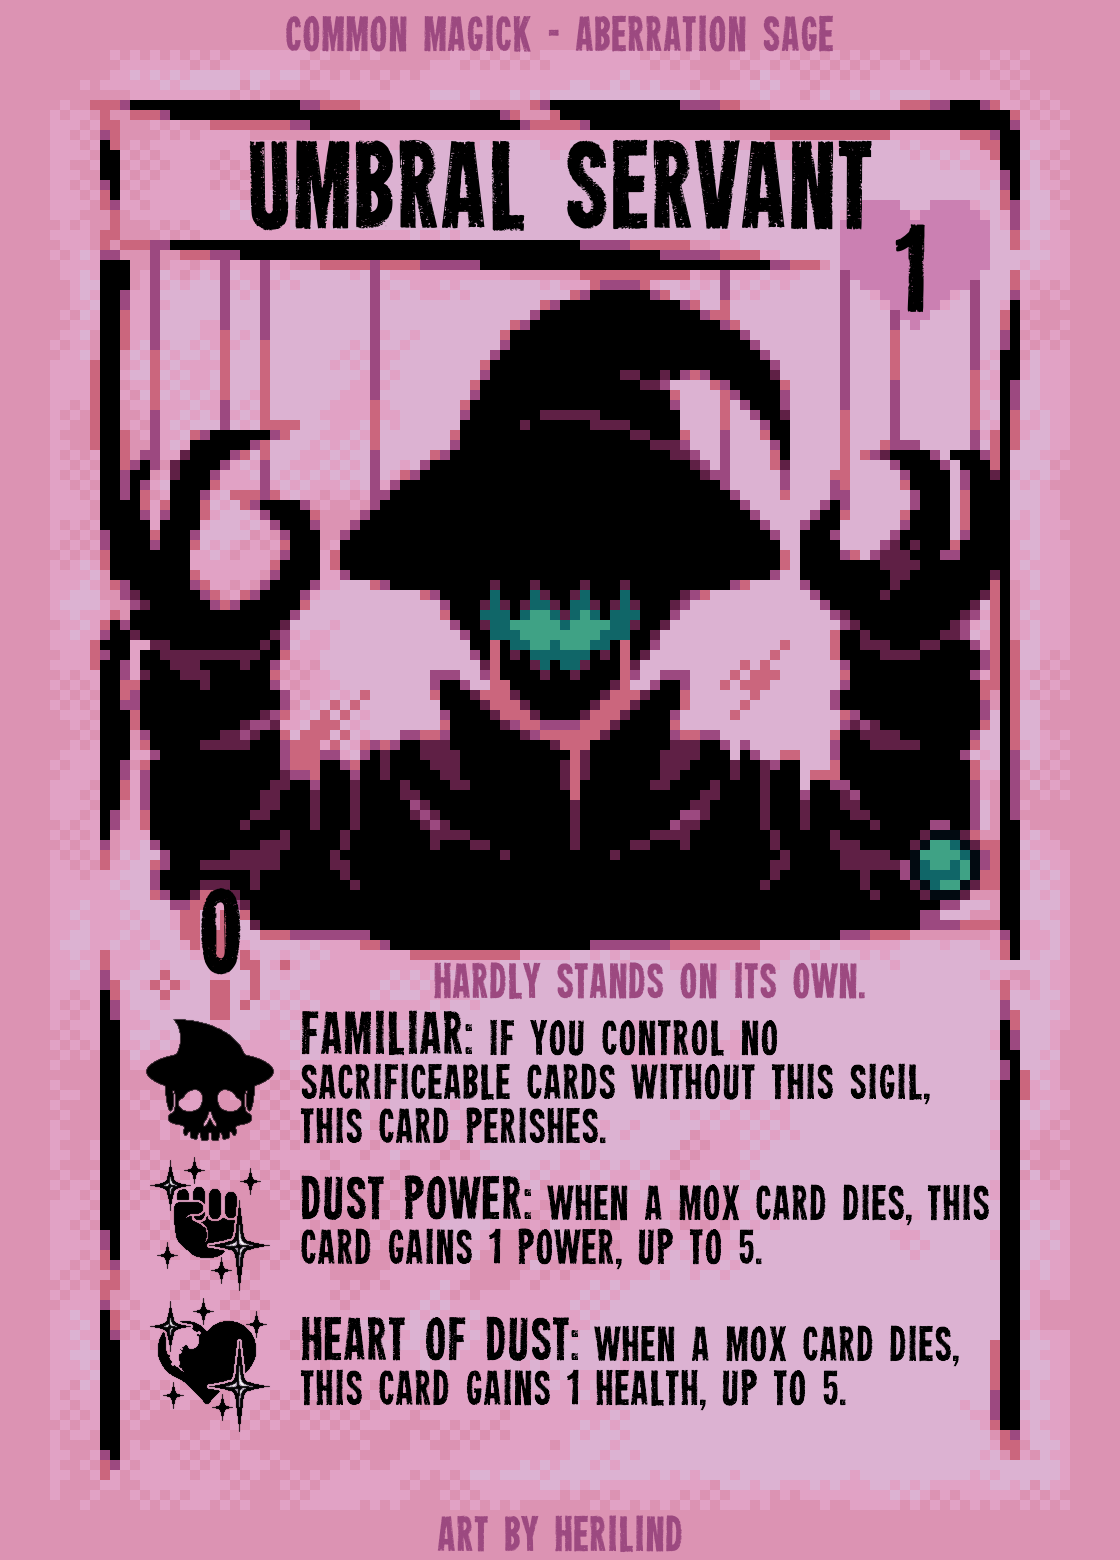 COMMON MAGICK - ABERRATION SAGE
UMBRAL SERVANT
1
0
HARDLY STANDS ON ITS OWN.
FAMILIAR: IF YOU CONTROL NO
SACRIFICEABLE CARDS WITHOUT THIS SIGIL,
THIS CARD PERISHES.
DUST POWER: WHEN A MOX CARD DIES, THIS
CARD GAINS 1 POWER, UP TO 5.
HEART OF DUST: WHEN A MOX CARD DIES,
THIS CARD GAINS 1 HEALTH, UP TO 5.
ART BY HERILIND